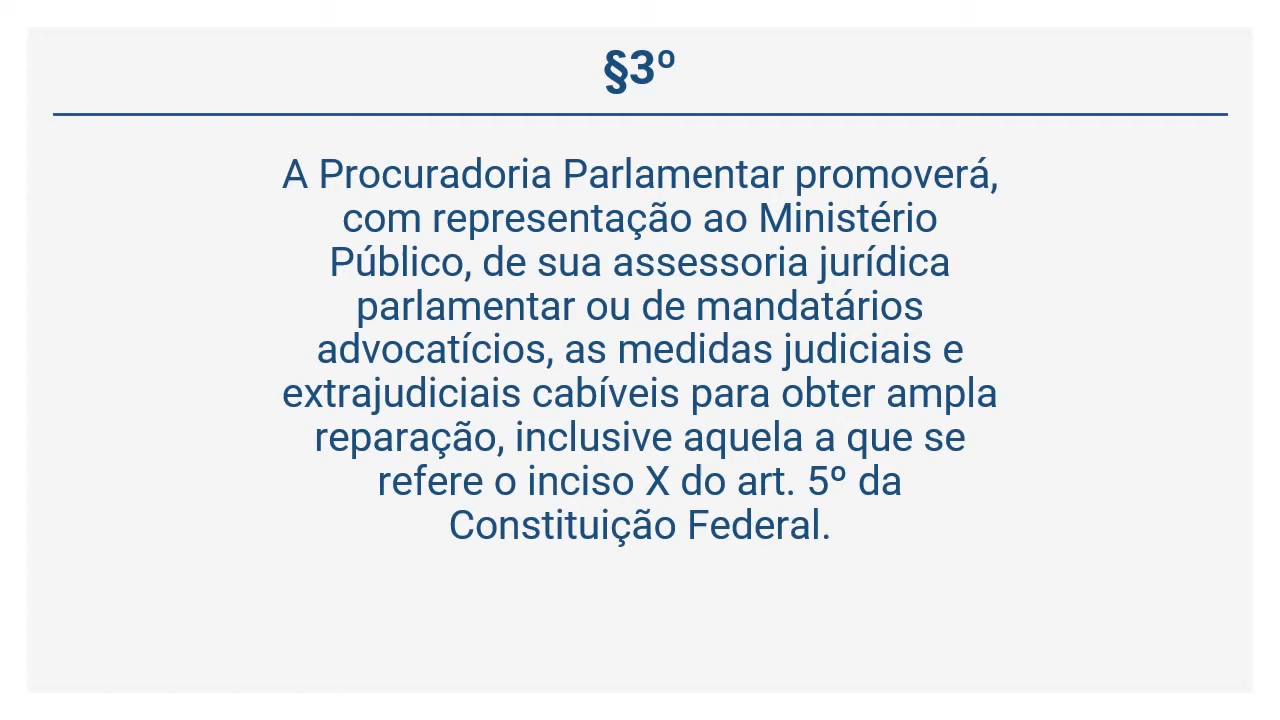 §3º
A Procuradoria Parlamentar promoverá,
com representação ao Ministério
Público, de sua assessoria jurídica
parlamentar ou de mandatários
advocatícios, as medidas judiciais e
extrajudiciais cabíveis para obter ampla
reparação, inclusive aquela a que se
refere o inciso X do art. 5º da
Constituição Federal.